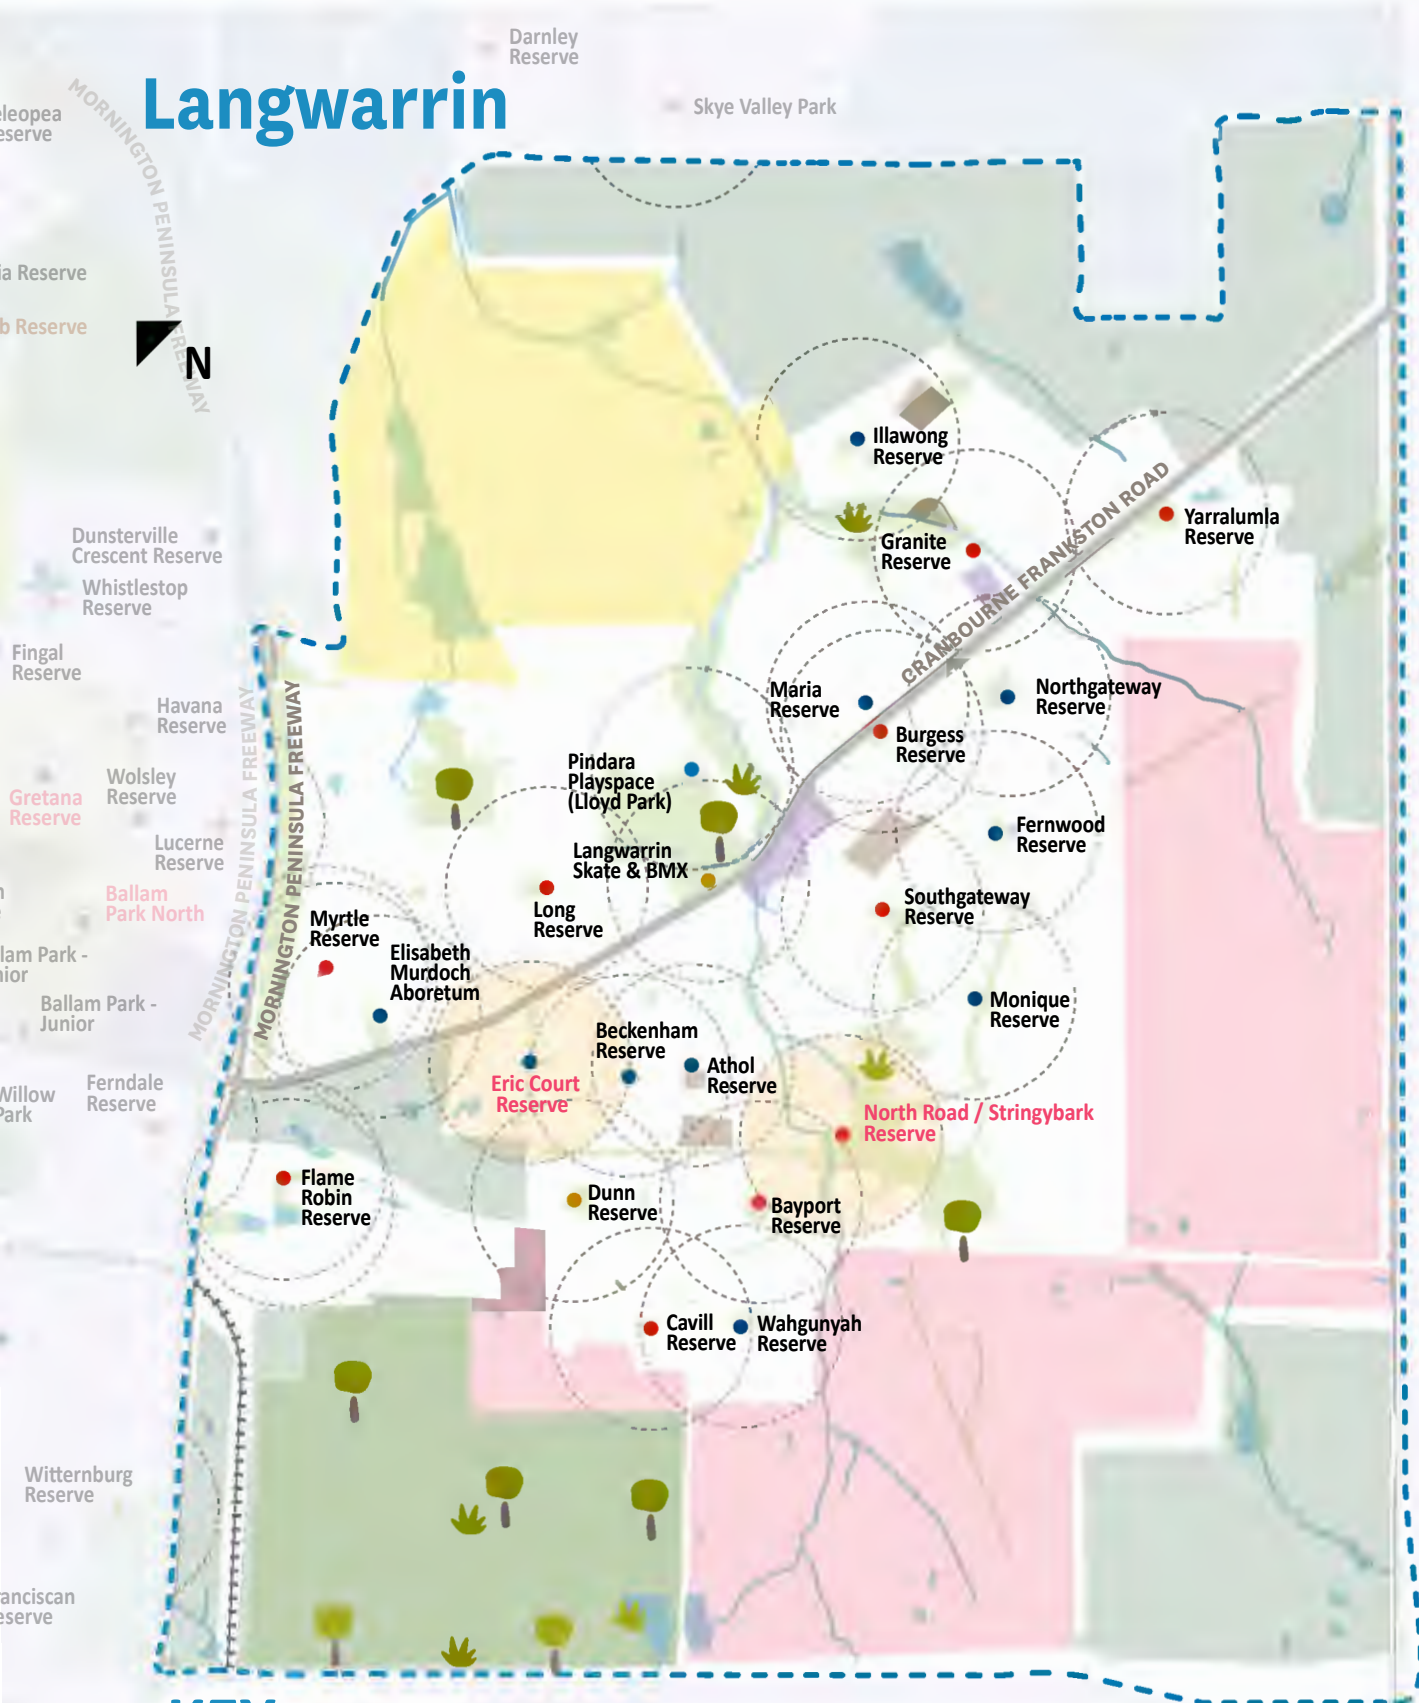 Darnley
Reserve
Langwarrin
Skye Valley Park
eleopea
eserve
MORNINGTON PENINSULA FREEWAY
ia Reserve
b Reserve
N
Illawong
Reserve
CRANBOURNE FRANKSTON ROAD
Yarralumla
Reserve
Granite
Reserve
Dunsterville
Crescent Reserve
Whistlestop
Reserve
Fingal
Reserve
Havana
Reserve
MORNINGTON PENINSULA FREEWAY
MORNINGTON PENINSULA FREEWAY
Maria
Reserve
Northgateway
Reserve
Burgess
Reserve
Pindara
Playspace
(Lloyd Park)
Wolsley
Reserve
Gretana
Reserve
Lucerne
Reserve
Fernwood
Reserve
Langwarrin
Skate & BMX
Ballam
Park North
Long
Reserve
Southgateway
Reserve
Myrtle
Reserve
Elisabeth
Murdoch
Aboretum
lam Park -
nior
Ballam Park -
Junior
Monique
Reserve
Beckenham
Reserve
Athol
Reserve
Eric Court
Reserve
Willow
Park
Ferndale
Reserve
North Road / Stringybark
Reserve
Flame
Robin
Reserve
Dunn
Reserve
Bayport
Reserve
Cavill
Reserve
Wahgunyah
Reserve
Witternburg
Reserve
ranciscan
eserve
KEY